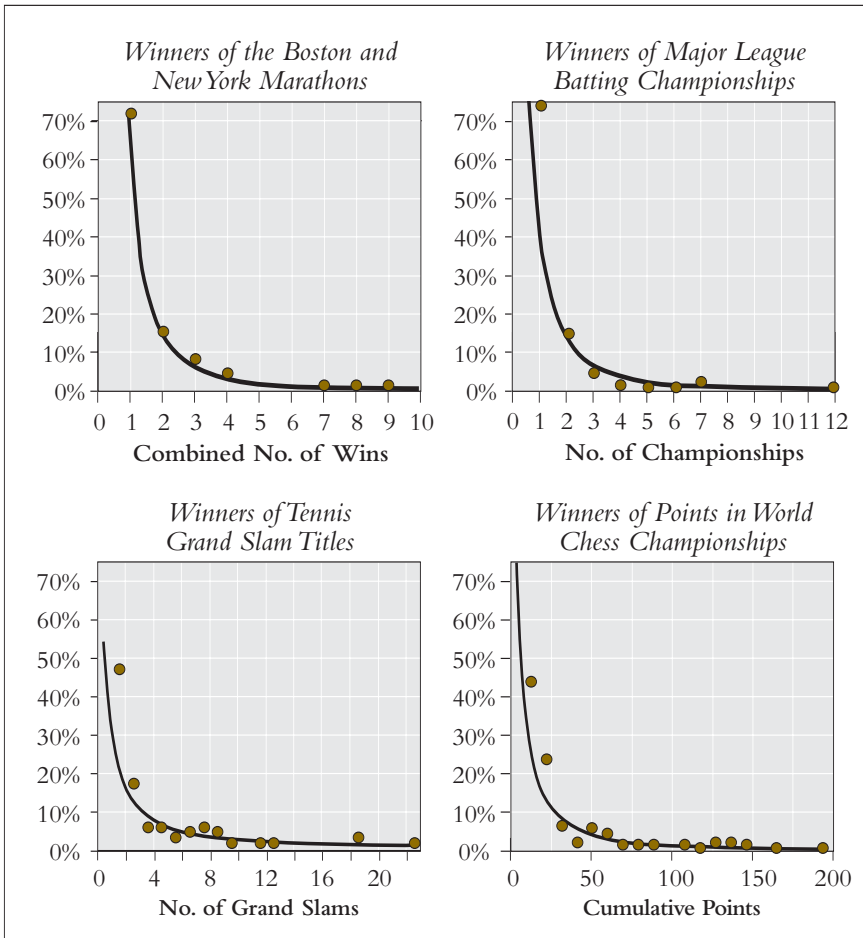 Winners of the Boston and
New York Marathons
70%
60%
50%
40%
30%
20%
10%
0%
0 1 2 3 4 5 6 7 8 9 10
Combined No. of Wins
Winners of Major League
Batting Championships
70%
60%
50%
40%
30%
20%
10%
0%
0 1 2 3 4 5 6 7 8 9 10 11 12
No. of Championships
Winners of Tennis
Grand Slam Titles
70%
60%
50%
40%
30%
20%
10%
0%
0 4 8 12 16 20
No. of Grand Slams
Winners of Points in World
Chess Championships
70%
60%
50%
40%
30%
20%
10%
0%
0 50 100 150 200
Cumulative Points